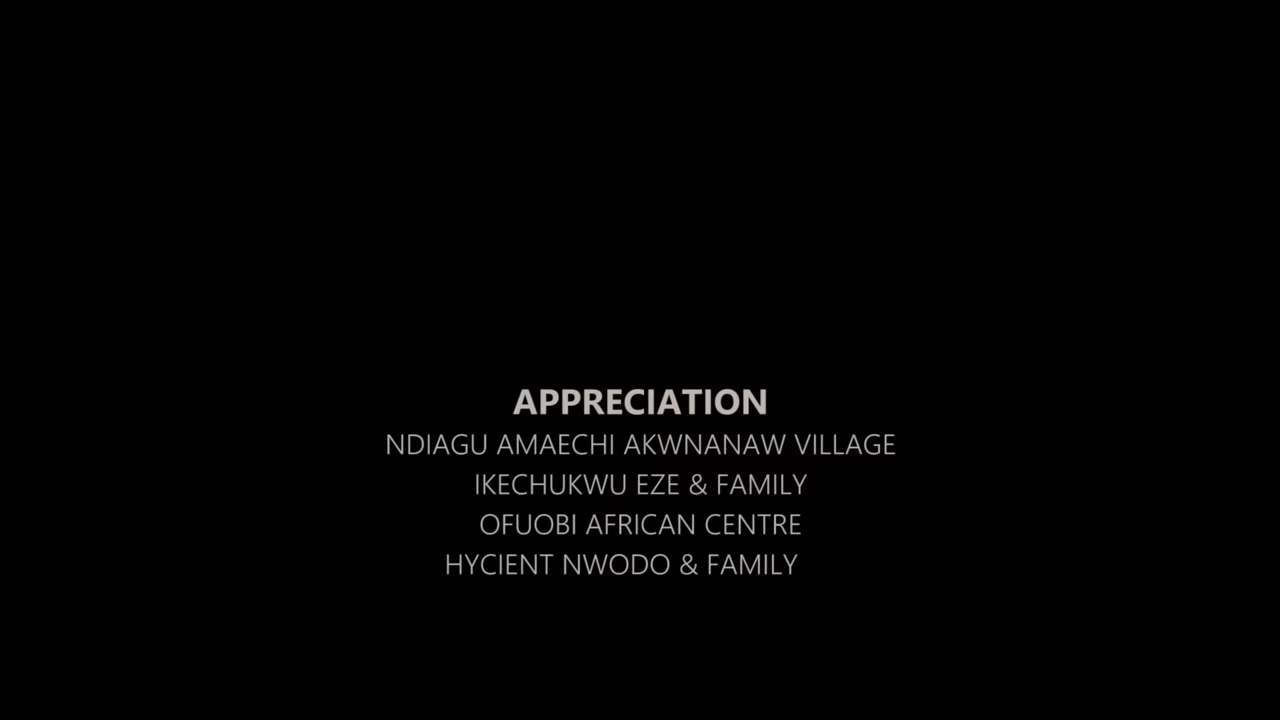 APPRECIATION
NDIAGU AMAECHI AKWNANAW VILLAGE
IKECHUKWU EZE & FAMILY
OFUOBI AFRICAN CENTRE
HYCIENT NWODO & FAMILY